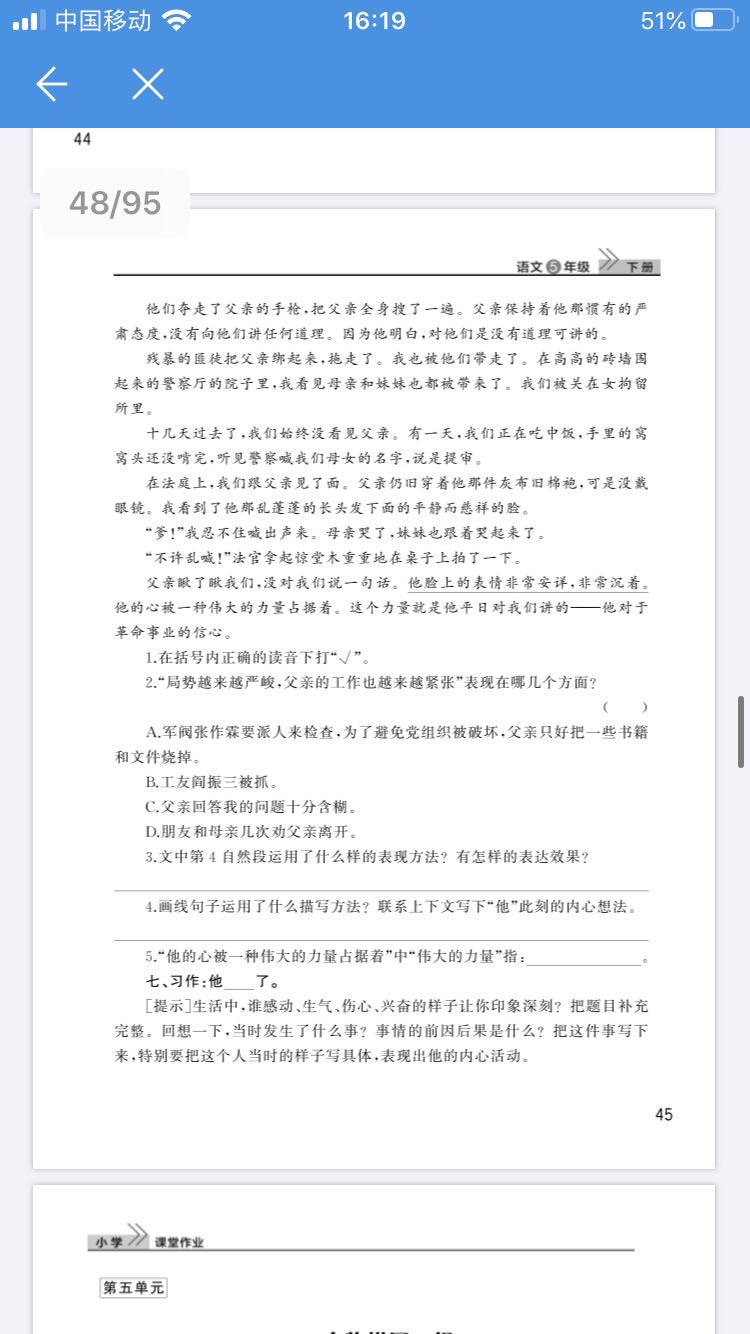 中国移动 16:19 51%
44
48/95
语文5年级 下册
他们夺走了父亲的手枪,把父亲全身搜了一遍。父亲保持着他那惯有的严
肃态度,没有向他们讲任何道理。因为他明白,对他们是没有道理可讲的。
残暴的匪徒把父亲绑起来,拖走了。我也被他们带走了。在高高的砖墙围
起来的警察厅的院子里,我看见母亲和妹妹也都被带来了。我们被关在女拘留
所里。
十几天过去了,我们始终没看见父亲。有一天,我们正在吃中饭,手里的窝
窝头还没啃完,听见警察喊我们母女的名字,说是提审。
在法庭上,我们跟父亲见了面。父亲仍旧穿着他那件灰布旧棉袍,可是没戴
眼镜。我看到了他那乱蓬蓬的长头发下面的平静而慈祥的脸。
“爹!”我忍不住喊出声来。母亲哭了,妹妹也跟着哭起来了。
“不许乱喊!”法官拿起惊堂木重重地在桌子上拍了一下。
父亲瞅了瞅我们,没对我们说一句话。他脸上的表情非常安详,非常沉着。
他的心被一种伟大的力量占据着。这个力量就是他平日对我们讲的——他对于
革命事业的信心。
1.在括号内正确的读音下打“√”。
2.“局势越来越严峻,父亲的工作也越来越紧张”表现在哪几个方面?
( )
A.军阀张作霖要派人来检查,为了避免党组织被破坏,父亲只好把一些书籍
和文件烧掉。
B.工友阎振三被抓。
C.父亲回答我的问题十分含糊。
D.朋友和母亲几次劝父亲离开。
3.文中第 4 自然段运用了什么样的表现方法? 有怎样的表达效果?
4.画线句子运用了什么描写方法? 联系上下文写下“他”此刻的内心想法。
5.“他的心被一种伟大的力量占据着”中“伟大的力量”指:______。
七、习作:他____了。
[提示]生活中,谁感动、生气、伤心、兴奋的样子让你印象深刻? 把题目补充
完整。回想一下,当时发生了什么事? 事情的前因后果是什么? 把这件事写下
来,特别要把这个人当时的样子写具体,表现出他的内心活动。
45
小学 课堂作业
第五单元